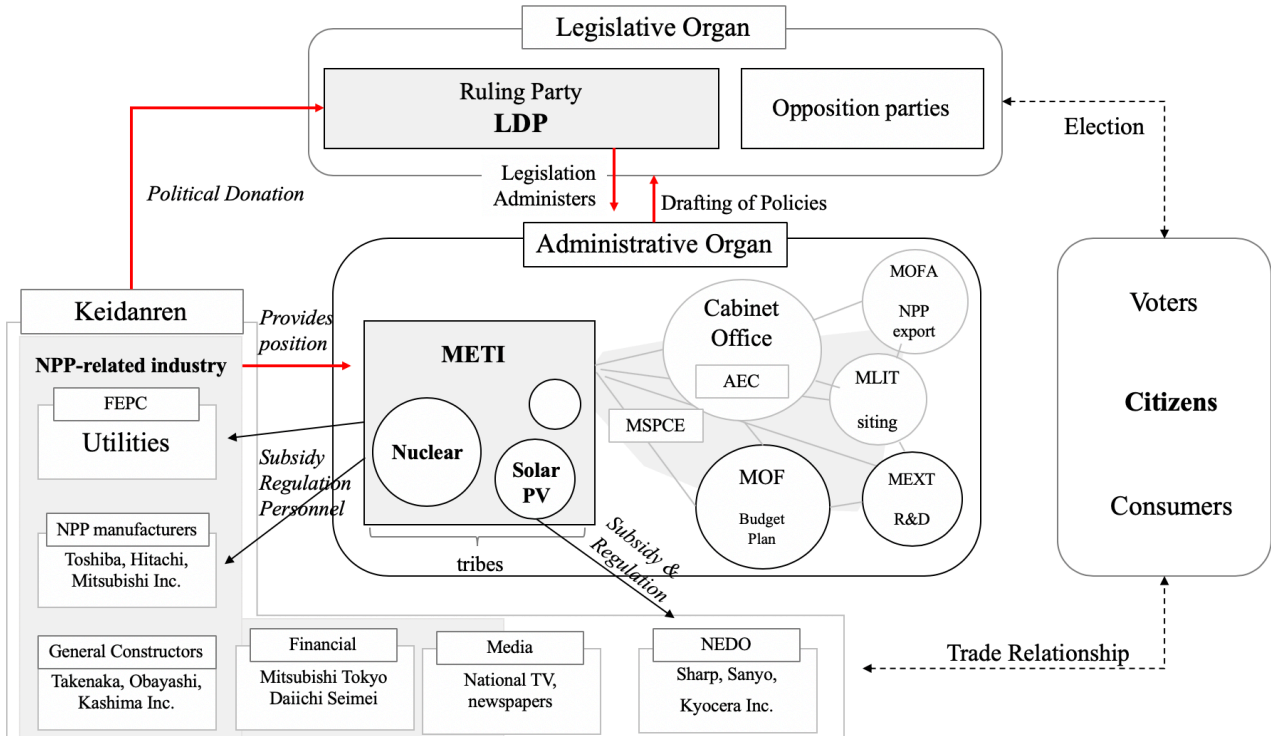 Legislative Organ
Ruling Party
LDP
Opposition parties
Election
Political Donation
Legislation
Administers
Drafting of Policies
Administrative Organ
Keidanren
Provides
position
NPP-related industry
FEPC
Utilities
Subsidy
Regulation
Personnel
NPP manufacturers
Toshiba, Hitachi,
Mitsubishi Inc.
General Constructors
Takenaka, Obayashi,
Kashima Inc.
METI
Nuclear
Solar
PV
tribes
Subsidy &
Regulation
Cabinet
Office
AEC
MSPCE
MOFA
NPP
export
MLIT
siting
MOF
Budget
Plan
MEXT
R&D
Voters
Citizens
Consumers
Financial
Mitsubishi Tokyo
Daiichi Seimei
Media
National TV,
newspapers
NEDO
Sharp, Sanyo,
Kyocera Inc.
Trade Relationship